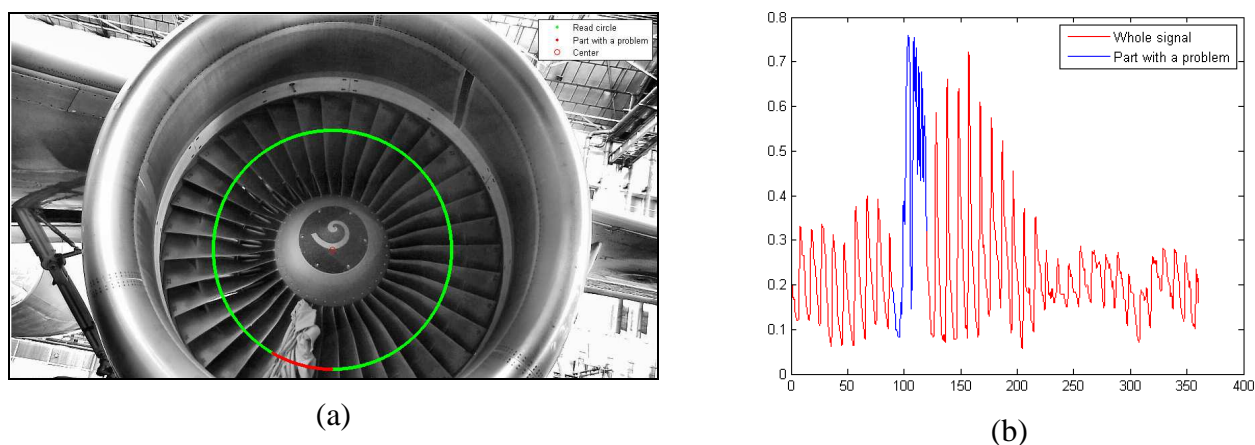 Read circle
Part with a problem
Center
(a)
0.8
0.7
0.6
0.5
0.4
0.3
0.2
0.1
0
0 50 100 150 200 250 300 350 400
Whole signal
Part with a problem
(b)